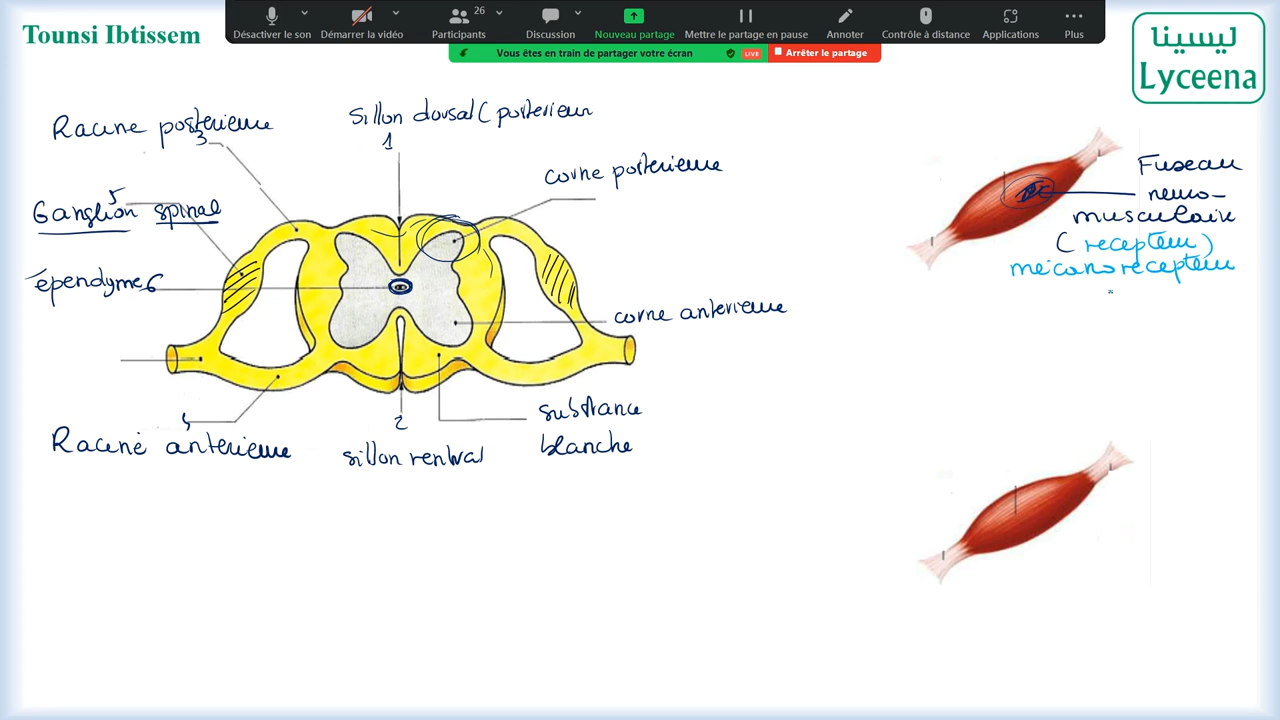 Tounsi Ibtissem
Désactiver le son
Démarrer la vidéo
26
Participants
Discussion
Nouveau partage
Mettre le partage en pause
Annoter
Contrôle à distance
Applications
Plus
Vous êtes en train de partager votre écran
LIVE
Arrêter le partage
ليسينا
Lyceena
Racine posterieure
3
Sillon dorsal ( posterieur
1
corne posterieure
5
Ganglion spinal
épendyme 6
corne anterieure
Racine anterieure
2
sillon ventral
substance
blanche
Fuseau
neuro-
musculaire
( recepteur )
mécanorecepteur